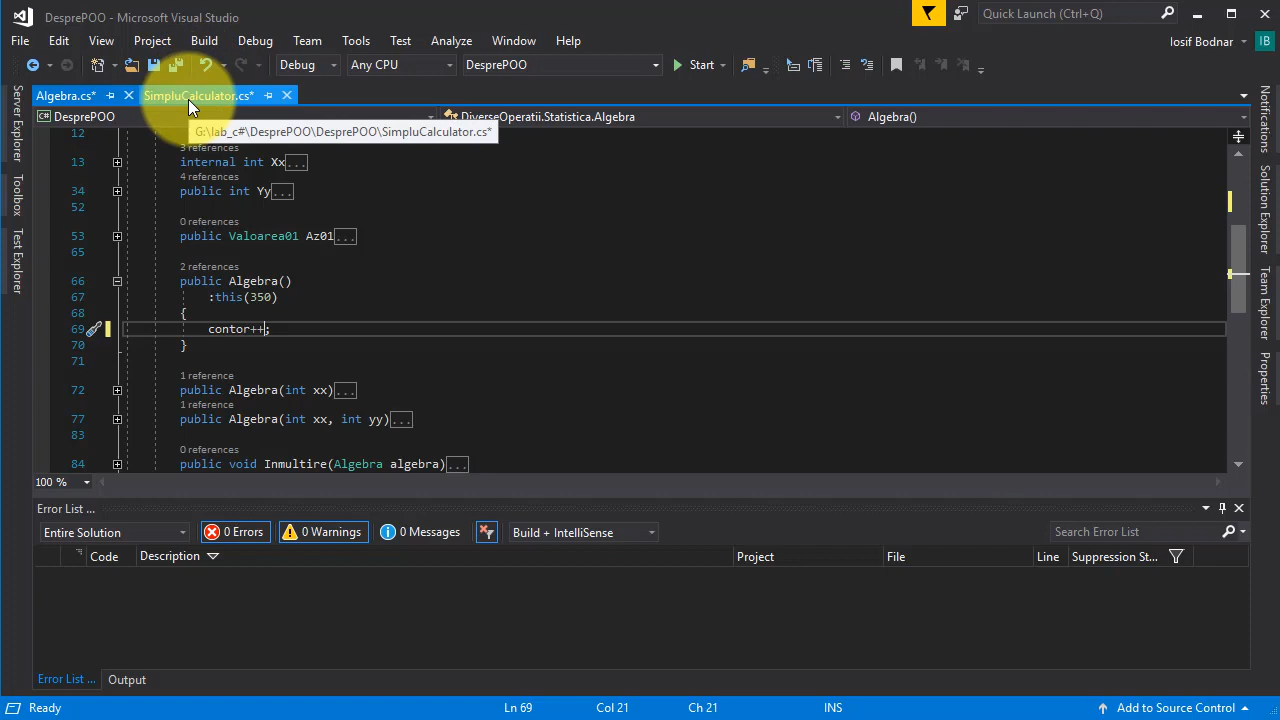 DesprePOO - Microsoft Visual Studio
Quick Launch (Ctrl+Q)
File Edit View Project Build Debug Team Tools Test Analyze Window Help
Iosif Bodnar IB
Debug Any CPU DesprePOO Start
Algebra.cs* SimpluCalculator.cs*
C# DesprePOO DiverseOperatii.Statistica.Algebra Algebra()
G:\lab_c#\DesprePOO\DesprePOO\SimpluCalculator.cs*
12
3 references
13 internal int Xx...
4 references
34 public int Yy...
52
0 references
53 public Valoarea01 Az01...
65
2 references
66 public Algebra()
67 :this(350)
68 {
69 contor++;
70 }
71
1 reference
72 public Algebra(int xx)...
1 reference
77 public Algebra(int xx, int yy)...
83
0 references
84 public void Inmultire(Algebra algebra)...
100 %
Server Explorer
Toolbox
Test Explorer
Notifications
Solution Explorer
Team Explorer
Properties
Error List ...
Entire Solution 0 Errors 0 Warnings 0 Messages Build + IntelliSense Search Error List
Code Description Project File Line Suppression St...
Error List ... Output
Ready Ln 69 Col 21 Ch 21 INS Add to Source Control